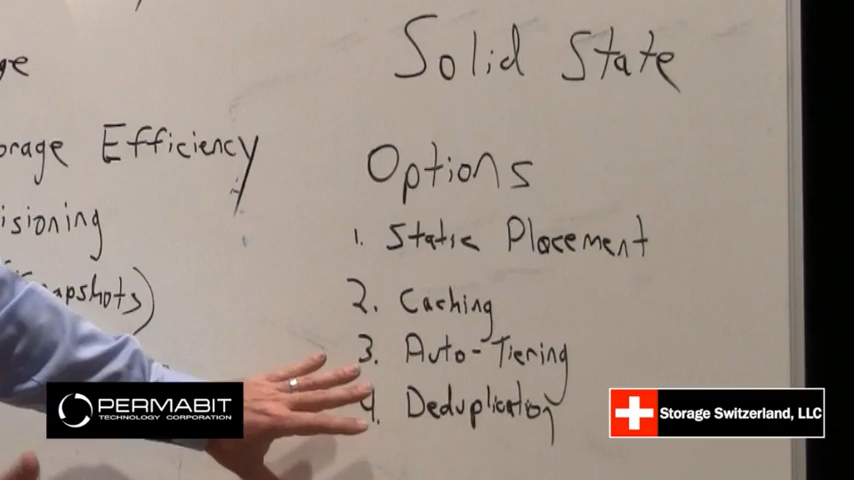 Solid State
Efficiency
Options
1. Static Placement
2. Caching
3. Auto-Tiering
4. Deduplication
PERMABIT
TECHNOLOGY CORPORATION
Storage Switzerland, LLC